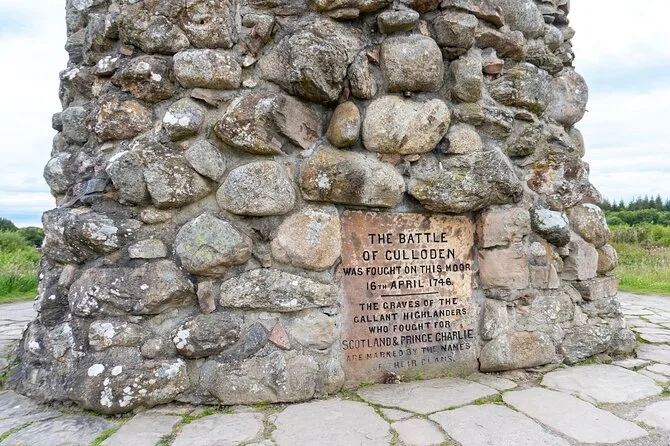 THE BATTLE
OF CULLODEN
WAS FOUGHT ON THIS MOOR
16TH APRIL 1746.
THE GRAVES OF THE
GALLANT HIGHLANDERS
WHO FOUGHT FOR
SCOTLAND & PRINCE CHARLIE,
ARE MARKED BY THE NAMES
OF THEIR CLANS.